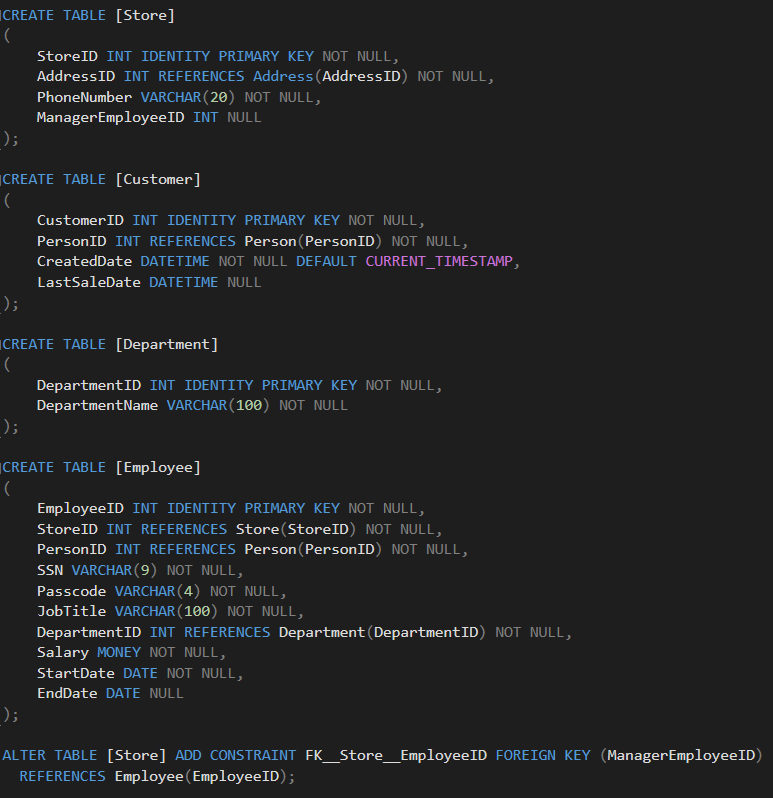 CREATE TABLE [Store]
(
    StoreID INT IDENTITY PRIMARY KEY NOT NULL,
    AddressID INT REFERENCES Address(AddressID) NOT NULL,
    PhoneNumber VARCHAR(20) NOT NULL,
    ManagerEmployeeID INT NULL
);

CREATE TABLE [Customer]
(
    CustomerID INT IDENTITY PRIMARY KEY NOT NULL,
    PersonID INT REFERENCES Person(PersonID) NOT NULL,
    CreatedDate DATETIME NOT NULL DEFAULT CURRENT_TIMESTAMP,
    LastSaleDate DATETIME NULL
);

CREATE TABLE [Department]
(
    DepartmentID INT IDENTITY PRIMARY KEY NOT NULL,
    DepartmentName VARCHAR(100) NOT NULL
);

CREATE TABLE [Employee]
(
    EmployeeID INT IDENTITY PRIMARY KEY NOT NULL,
    StoreID INT REFERENCES Store(StoreID) NOT NULL,
    PersonID INT REFERENCES Person(PersonID) NOT NULL,
    SSN VARCHAR(9) NOT NULL,
    Passcode VARCHAR(4) NOT NULL,
    JobTitle VARCHAR(100) NOT NULL,
    DepartmentID INT REFERENCES Department(DepartmentID) NOT NULL,
    Salary MONEY NOT NULL,
    StartDate DATE NOT NULL,
    EndDate DATE NULL
);

ALTER TABLE [Store] ADD CONSTRAINT FK__Store__EmployeeID FOREIGN KEY (ManagerEmployeeID)
  REFERENCES Employee(EmployeeID);